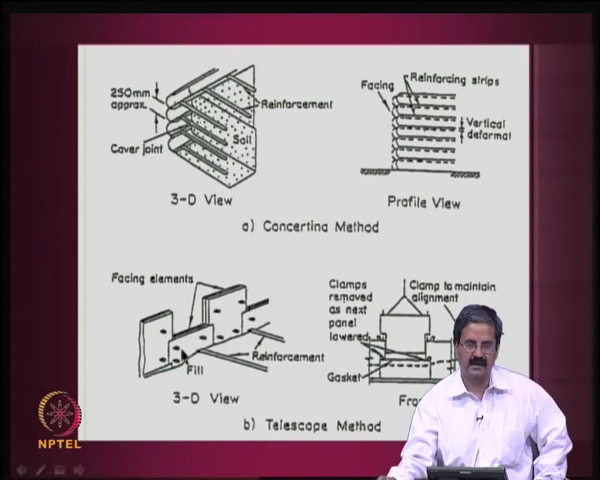 250mm
approx.
Reinforcement
Soil
Cover joint
3-D View
Facing
Reinforcing strips
Vertical
deformat
Profile View
a) Concertina Method
Facing elements
Reinforcement
Fill
3-D View
Clamps
removed
as next
panel
lowered
Clamp to maintain
alignment
Gasket
Fro
b) Telescope Method
NPTEL